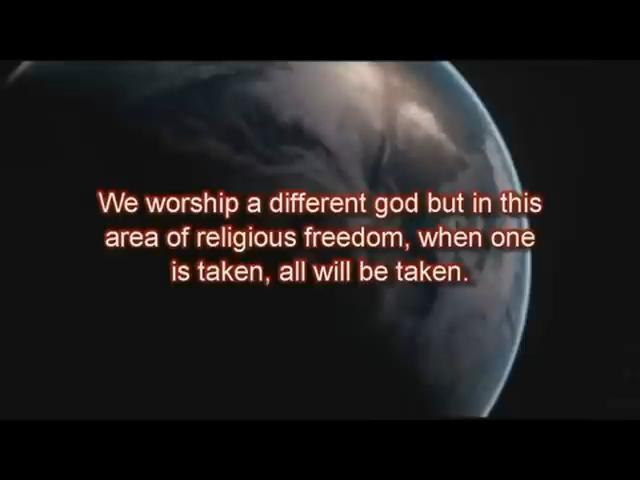 We worship a different god but in this
area of religious freedom, when one
is taken, all will be taken.